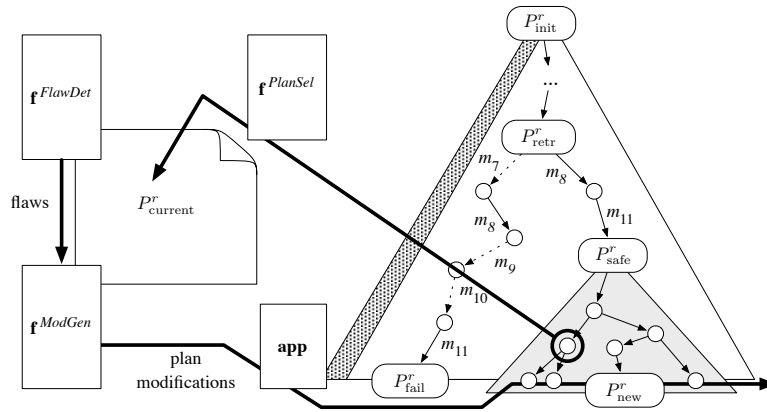 P^r_init
f^FlawDet
f^PlanSel
...
P^r_retr
m_7
m_8
flaws
P^r_current
m_8
m_11
m_9
P^r_safe
m_10
f^ModGen
app
m_11
plan
modifications
P^r_fail
P^r_new